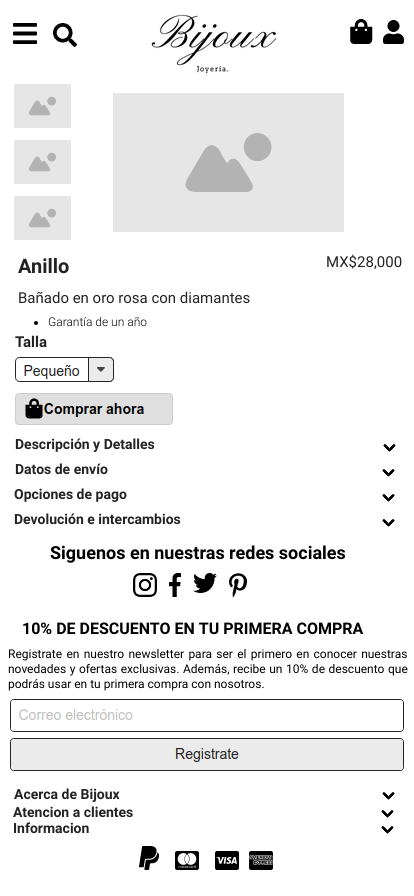 Bijoux
Joyería.
Anillo
MX$28,000
Bañado en oro rosa con diamantes
Garantía de un año
Talla
Pequeño
Comprar ahora
Descripción y Detalles
Datos de envío
Opciones de pago
Devolución e intercambios
Siguenos en nuestras redes sociales
10% DE DESCUENTO EN TU PRIMERA COMPRA
Registrate en nuestro newsletter para ser el primero en conocer nuestras
novedades y ofertas exclusivas. Además, recibe un 10% de descuento que
podrás usar en tu primera compra con nosotros.
Correo electrónico
Registrate
Acerca de Bijoux
Atencion a clientes
Informacion
VISA